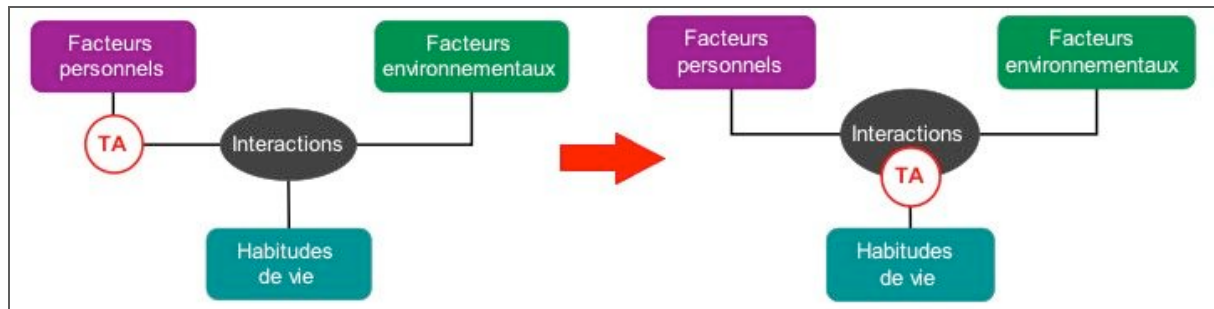 Facteurs
personnels
Facteurs
environnementaux
TA
Interactions
Habitudes
de vie
Facteurs
personnels
Facteurs
environnementaux
Interactions
TA
Habitudes
de vie